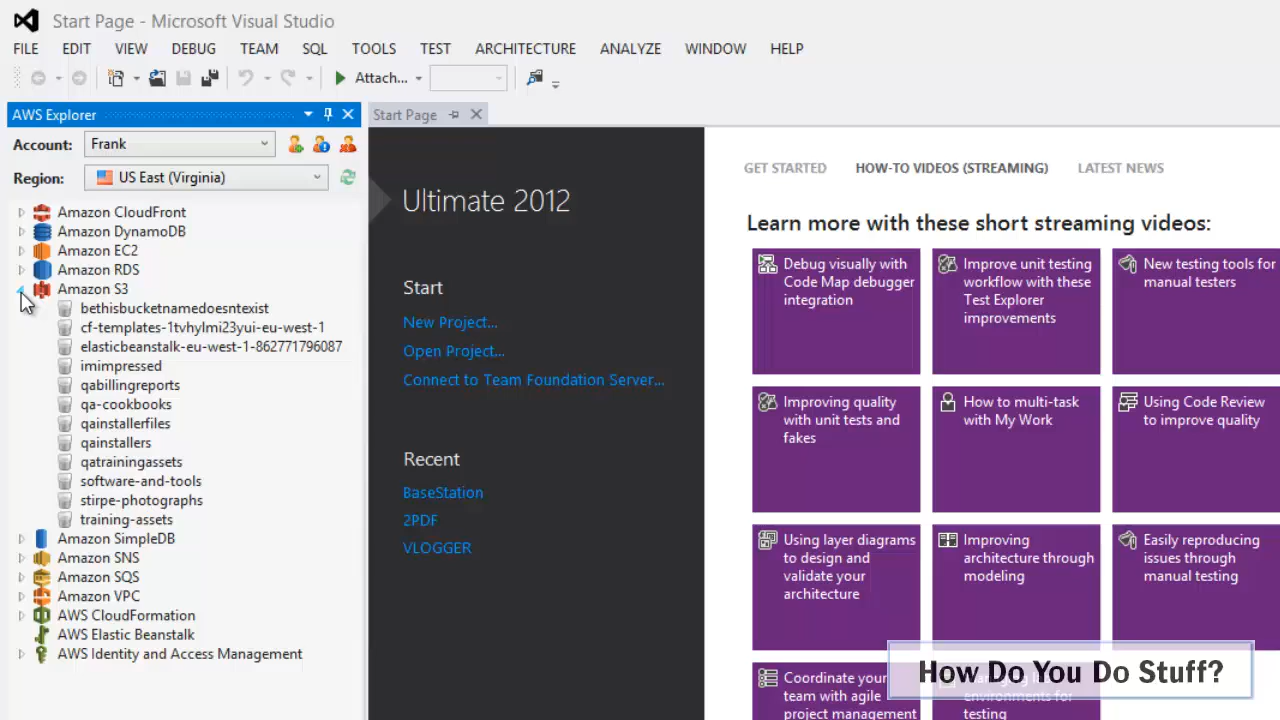 Start Page - Microsoft Visual Studio
FILE EDIT VIEW DEBUG TEAM SQL TOOLS TEST ARCHITECTURE ANALYZE WINDOW HELP
Attach...
AWS Explorer
Account: Frank
Region: US East (Virginia)
Amazon CloudFront
Amazon DynamoDB
Amazon EC2
Amazon RDS
Amazon S3
bethisbucketnamedoesntexist
cf-templates-1tvhylmi23yui-eu-west-1
elasticbeanstalk-eu-west-1-862771796087
imimpressed
qabillingreports
qa-cookbooks
qainstallerfiles
qainstallers
qatrainingassets
software-and-tools
stirpe-photographs
training-assets
Amazon SimpleDB
Amazon SNS
Amazon SQS
Amazon VPC
AWS CloudFormation
AWS Elastic Beanstalk
AWS Identity and Access Management
Start Page
Ultimate 2012
Start
New Project...
Open Project...
Connect to Team Foundation Server...
Recent
BaseStation
2PDF
VLOGGER
GET STARTED HOW-TO VIDEOS (STREAMING) LATEST NEWS
Learn more with these short streaming videos:
Debug visually with
Code Map debugger
integration
Improve unit testing
workflow with these
Test Explorer
improvements
New testing tools for
manual testers
Improving quality
with unit tests and
fakes
How to multi-task
with My Work
Using Code Review
to improve quality
Using layer diagrams
to design and
validate your
architecture
Improving
architecture through
modeling
Easily reproducing
issues through
manual testing
Coordinate your
team with agile
project management
environments for
testing
How Do You Do Stuff?